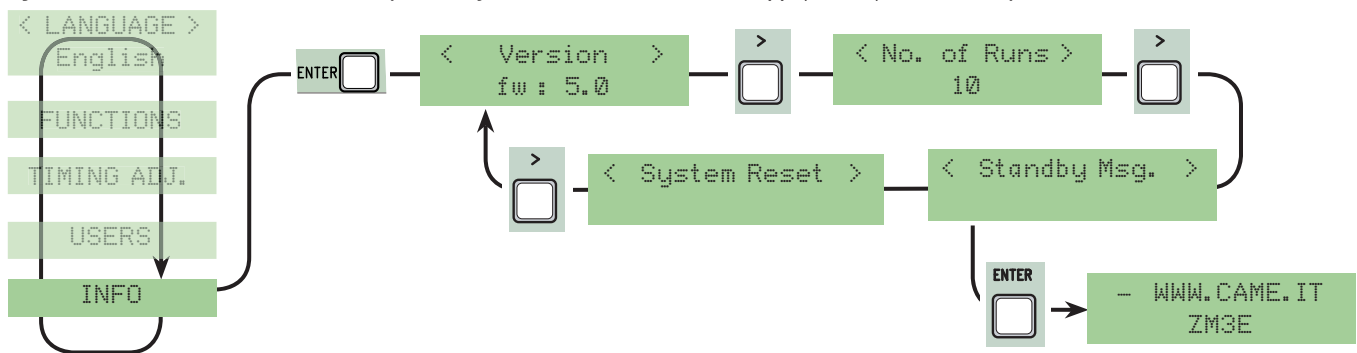 < LANGUAGE >
English
FUNCTIONS
TIMING ADJ.
USERS
INFO
ENTER
< Version >
fw: 5.0
>
< No. of Runs >
10
>
< Standby Msg. >
< System Reset >
>
ENTER
- WWW.CAME.IT
ZM3E